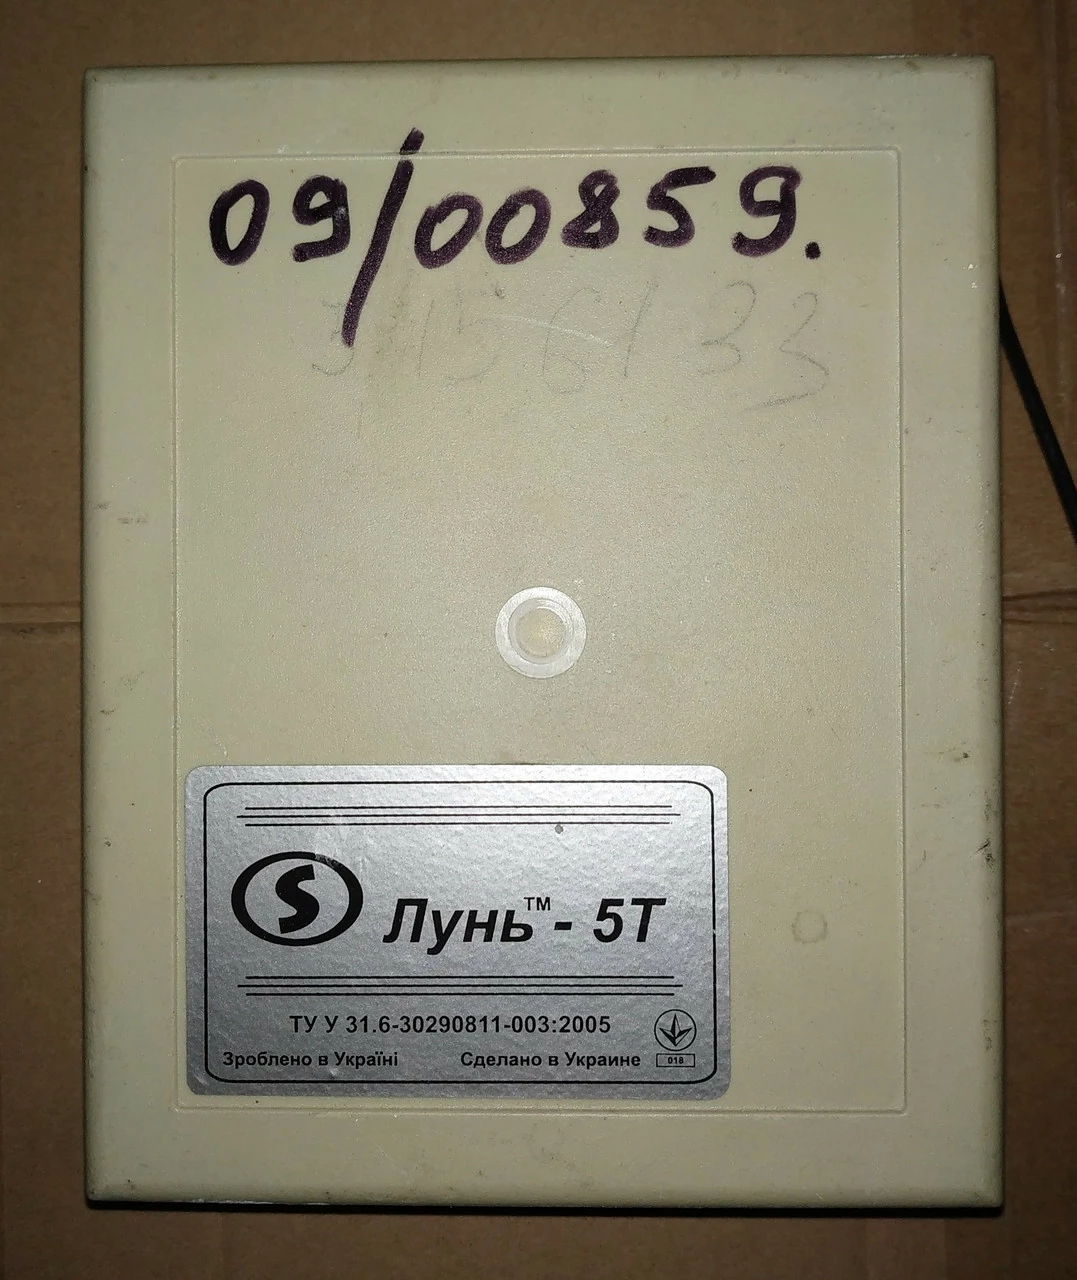 09/00859.
S
Лунь™ - 5Т
ТУ У 31.6-30290811-003:2005
Зроблено в Україні Сделано в Украине
018